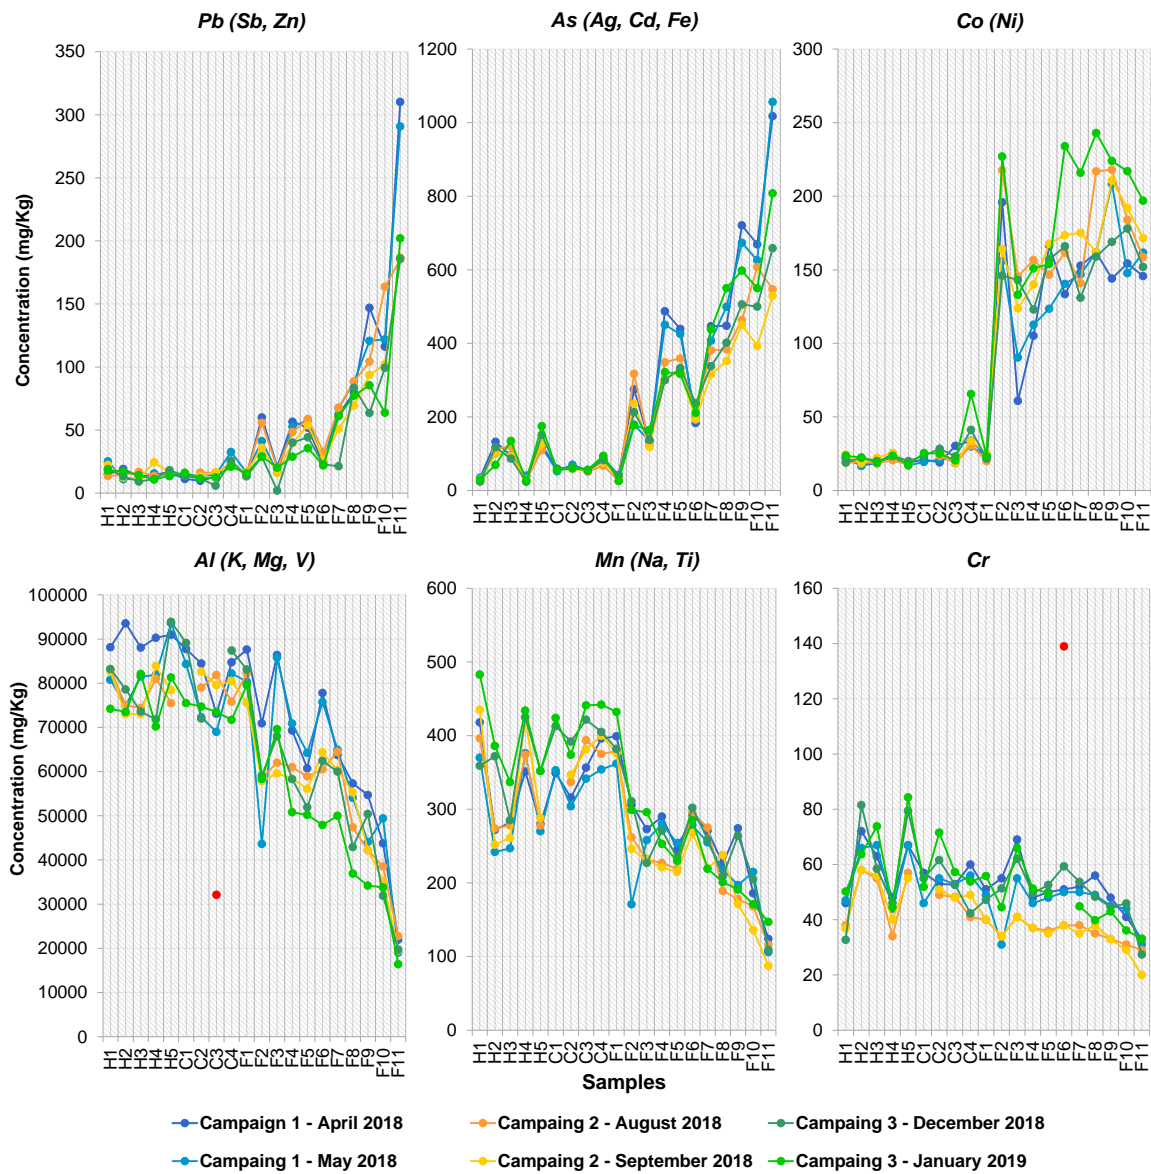 Pb (Sb, Zn)
As (Ag, Cd, Fe)
Co (Ni)
Concentration (mg/Kg)
350
300
250
200
150
100
50
0
H1 H2 H3 H4 H5 C1 C2 C3 C4 F1 F2 F3 F4 F5 F6 F7 F8 F9 F10 F11
1200
1000
800
600
400
200
0
H1 H2 H3 H4 H5 C1 C2 C3 C4 F1 F2 F3 F4 F5 F6 F7 F8 F9 F10 F11
300
250
200
150
100
50
0
H1 H2 H3 H4 H5 C1 C2 C3 C4 F1 F2 F3 F4 F5 F6 F7 F8 F9 F10 F11
Al (K, Mg, V)
Mn (Na, Ti)
Cr
Concentration (mg/Kg)
100000
90000
80000
70000
60000
50000
40000
30000
20000
10000
0
H1 H2 H3 H4 H5 C1 C2 C3 C4 F1 F2 F3 F4 F5 F6 F7 F8 F9 F10 F11
600
500
400
300
200
100
0
H1 H2 H3 H4 H5 C1 C2 C3 C4 F1 F2 F3 F4 F5 F6 F7 F8 F9 F10 F11
160
140
120
100
80
60
40
20
0
H1 H2 H3 H4 H5 C1 C2 C3 C4 F1 F2 F3 F4 F5 F6 F7 F8 F9 F10 F11
Samples
Campaign 1 - April 2018
Campaing 2 - August 2018
Campaing 3 - December 2018
Campaing 1 - May 2018
Campaing 2 - September 2018
Campaing 3 - January 2019